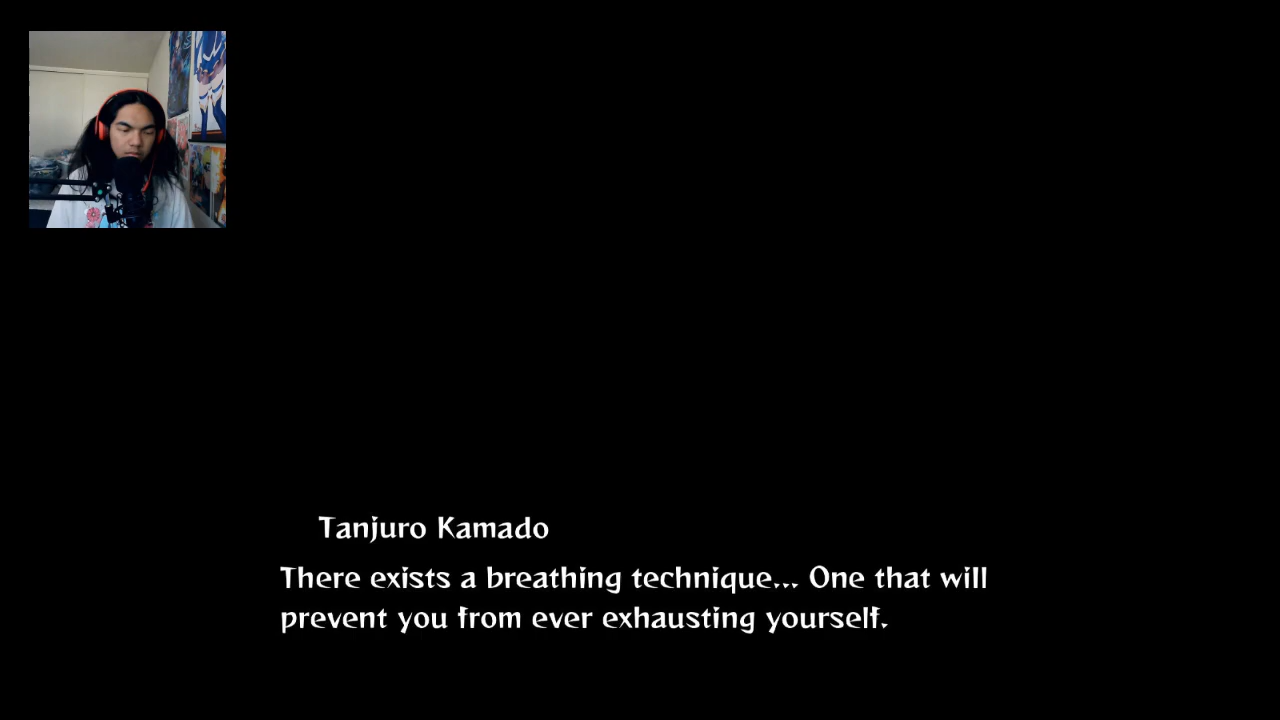 Tanjuro Kamado
There exists a breathing technique... One that will
prevent you from ever exhausting yourself.